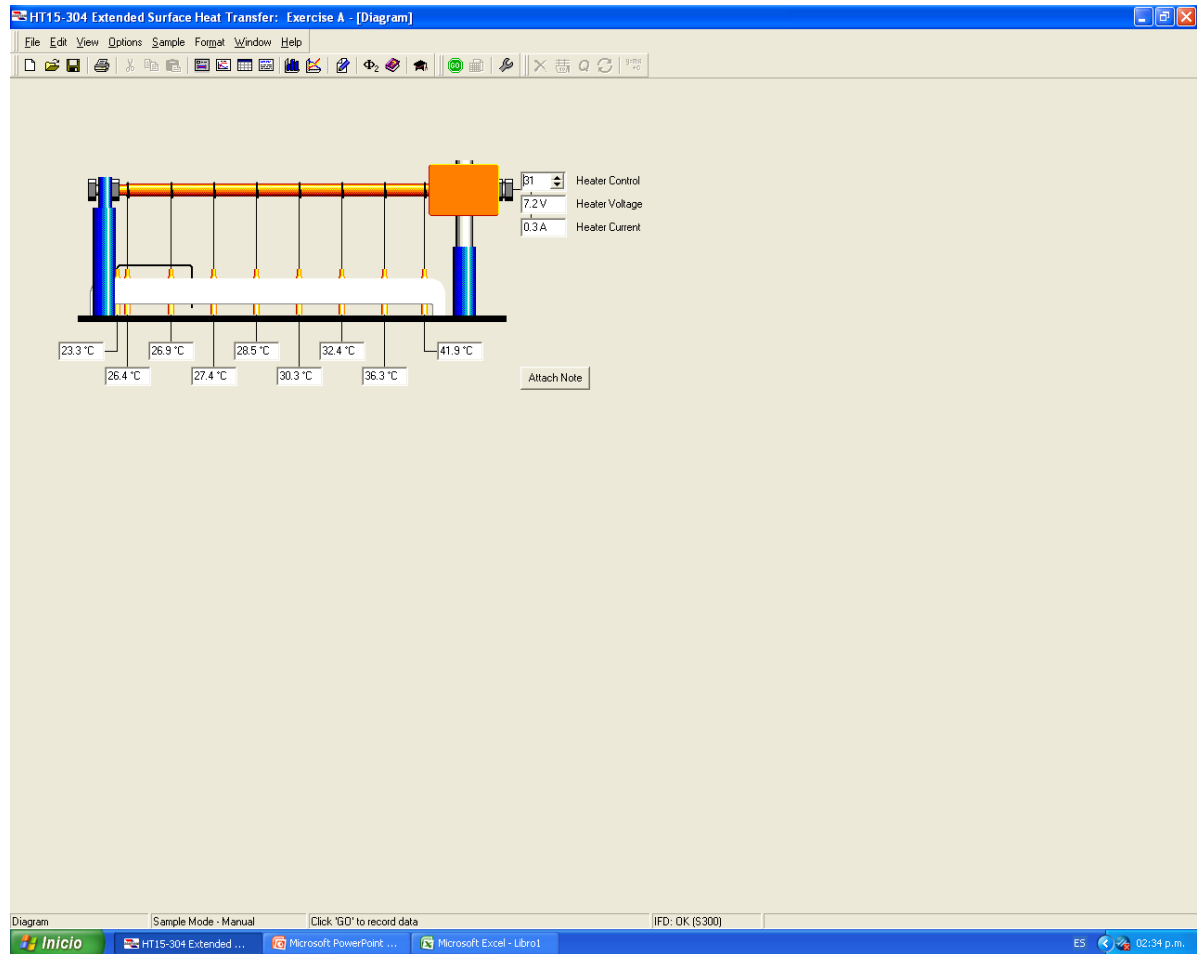 HT15-304 Extended Surface Heat Transfer: Exercise A - [Diagram]
File Edit View Options Sample Format Window Help
31 Heater Control
7.2 V Heater Voltage
0.3 A Heater Current
23.3 °C 26.9 °C 28.5 °C 32.4 °C 41.9 °C
26.4 °C 27.4 °C 30.3 °C 36.3 °C Attach Note
Diagram Sample Mode - Manual Click 'GO' to record data IFD: OK (S300)
Inicio HT15-304 Extended ... Microsoft PowerPoint ... Microsoft Excel - Libro1 ES 02:34 p.m.